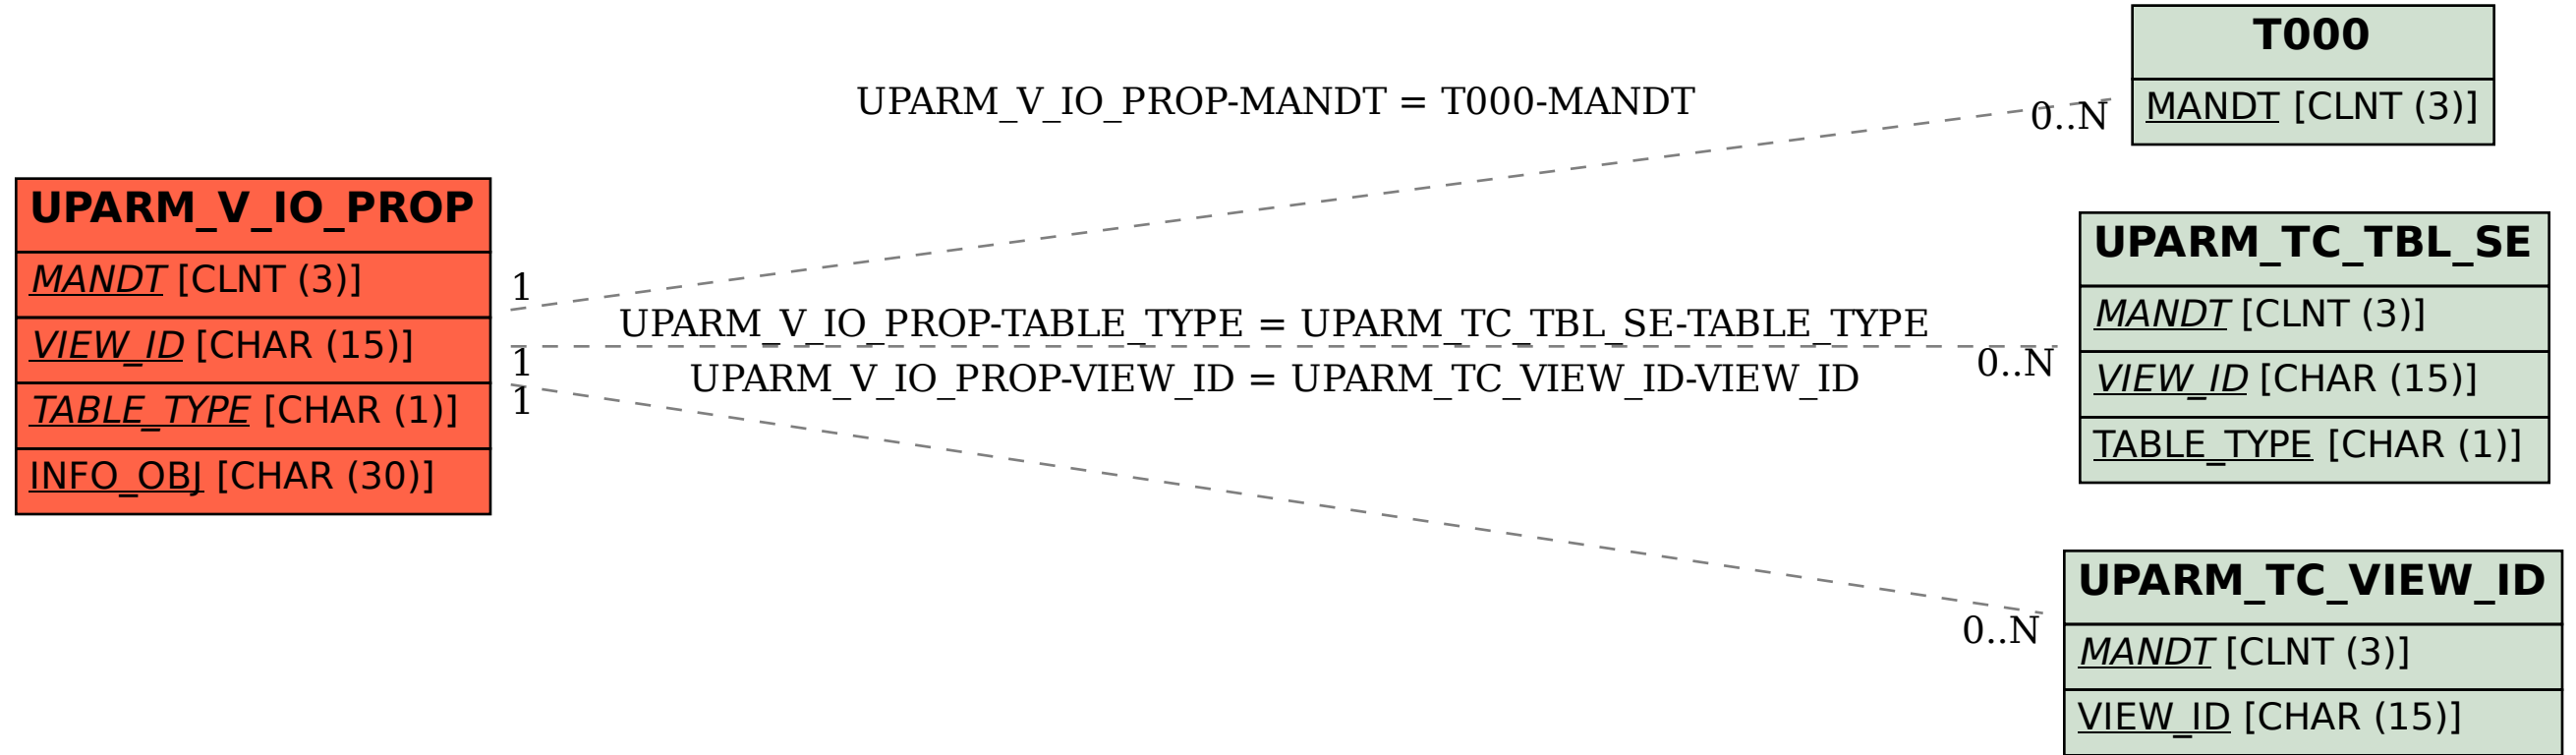 T000
MANDT [CLNT (3)]
UPARM_V_IO_PROP-MANDT = T000-MANDT
0..N
UPARM_V_IO_PROP
MANDT [CLNT (3)]
VIEW_ID [CHAR (15)]
TABLE_TYPE [CHAR (1)]
INFO_OBJ [CHAR (30)]
1
UPARM_V_IO_PROP-TABLE_TYPE = UPARM_TC_TBL_SE-TABLE_TYPE
1
0..N
UPARM_V_IO_PROP-VIEW_ID = UPARM_TC_VIEW_ID-VIEW_ID
1
0..N
UPARM_TC_TBL_SE
MANDT [CLNT (3)]
VIEW_ID [CHAR (15)]
TABLE_TYPE [CHAR (1)]
UPARM_TC_VIEW_ID
MANDT [CLNT (3)]
VIEW_ID [CHAR (15)]